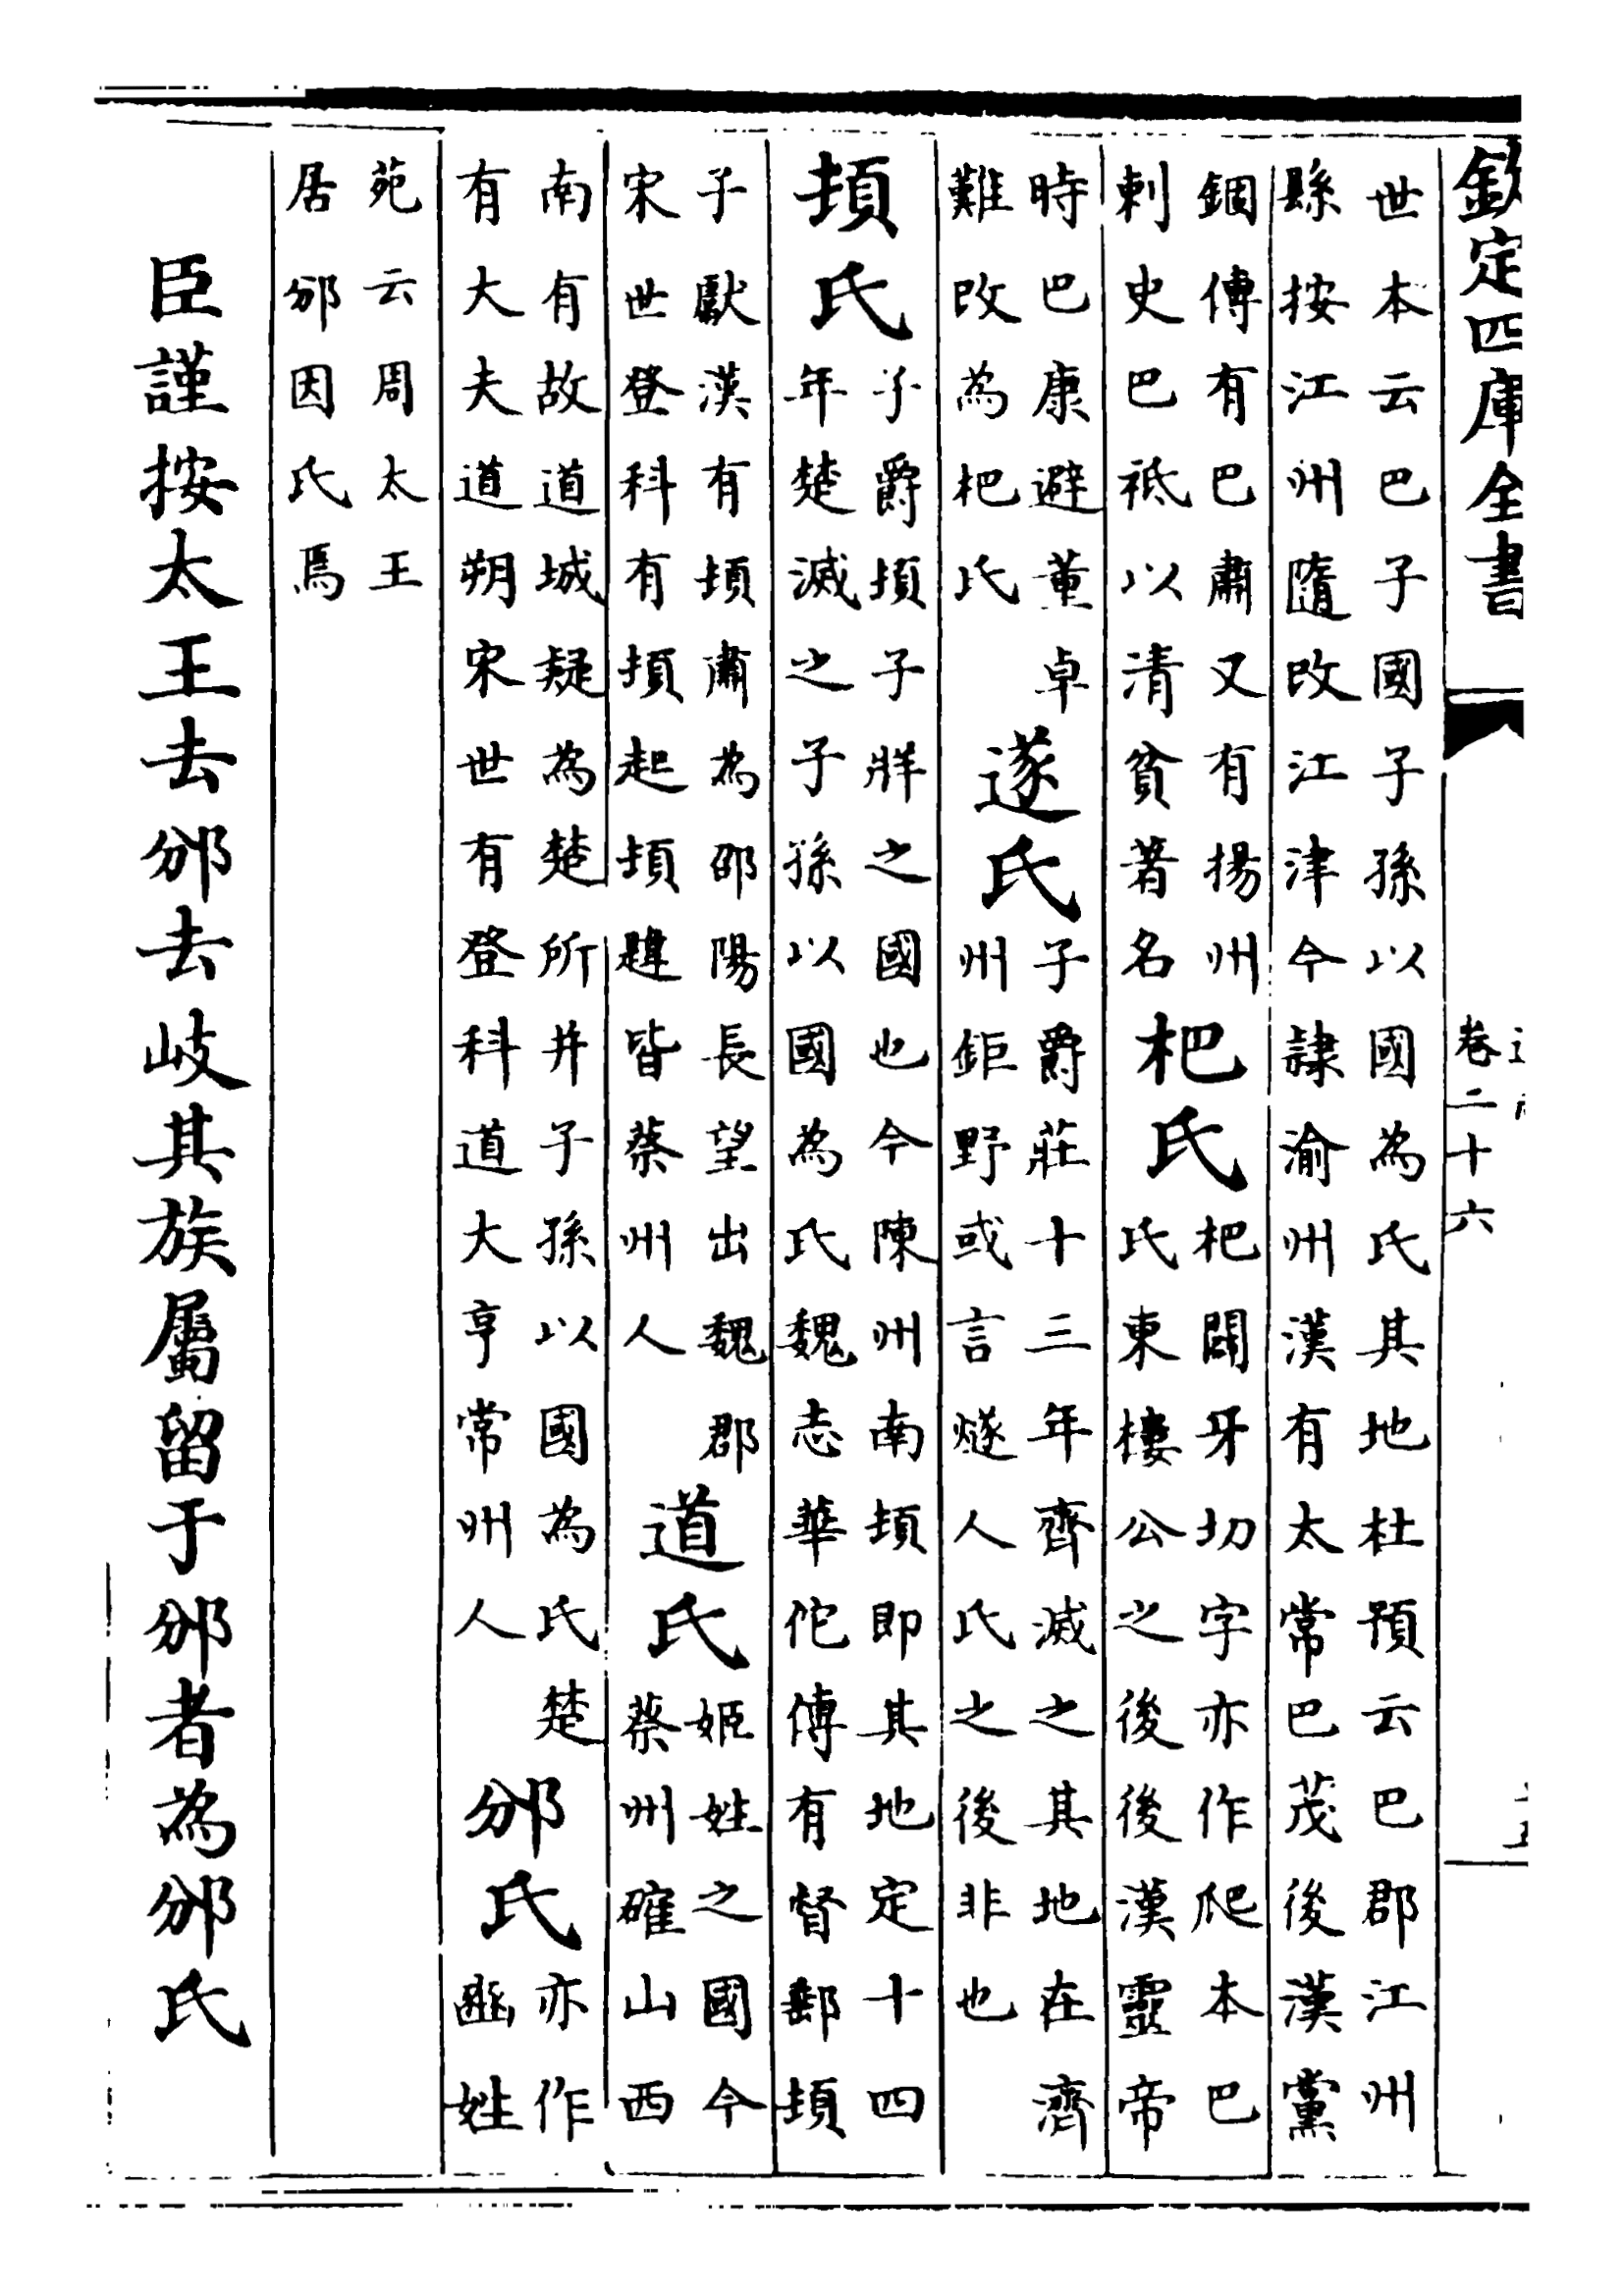 欽定四庫全書
卷二十六
世本云巴子國子孫以國為氏其地杜預云巴郡江州
縣按江州隨改江津今隸渝州漢有太常巴茂後漢黨
錮傳有巴肅又有揚州
刺史巴祗以清貧著名
杷氏
杷闢牙切字亦作爬本巴
氏東樓公之後後漢靈帝
時巴康避董卓
難改為杷氏
遂氏
子爵莊十三年齊滅之其地在濟
州鉅野或言燧人氏之後非也
頓氏
子爵頓子牂之國也今陳州南頓即其地定十四
年楚滅之子孫以國為氏魏志華佗傳有督郵頓
子獻漢有頓肅為邵陽長望出魏郡
宋世登科有頓起頓韙皆蔡州人
道氏
姬姓之國今
蔡州確山西
南有故道城疑為楚所并子孫以國為氏楚
有大夫道朔宋世有登科道大亨常州人
邠氏
亦作
豳姓
苑云周太王
居邠因氏焉
臣謹按太王去邠去岐其族屬留于邠者為邠氏